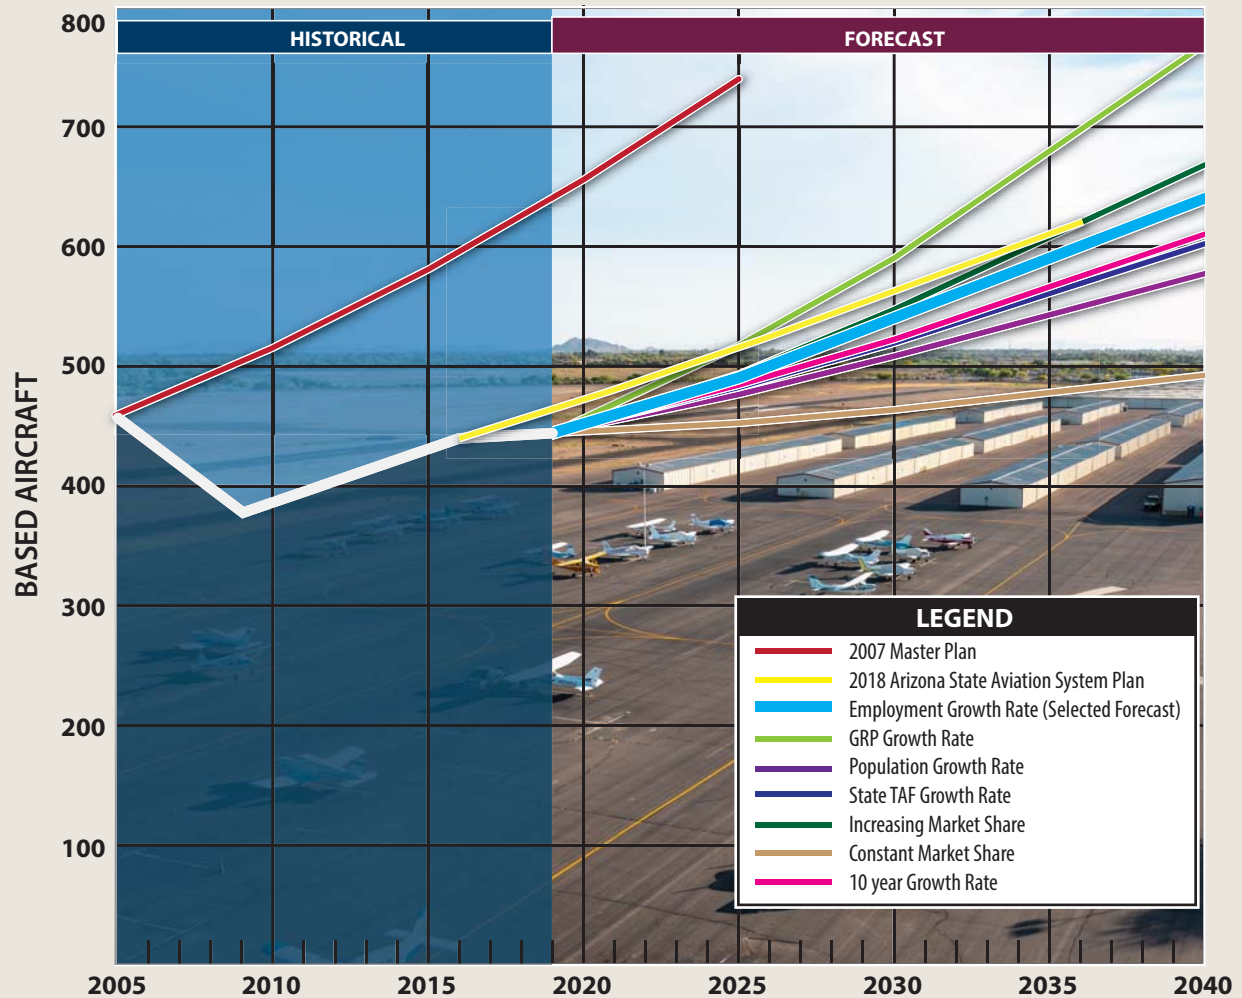 800
HISTORICAL
FORECAST
700
600
500
400
300
200
100
BASED AIRCRAFT
LEGEND
2007 Master Plan
2018 Arizona State Aviation System Plan
Employment Growth Rate (Selected Forecast)
GRP Growth Rate
Population Growth Rate
State TAF Growth Rate
Increasing Market Share
Constant Market Share
10 year Growth Rate
2005 2010 2015 2020 2025 2030 2035 2040